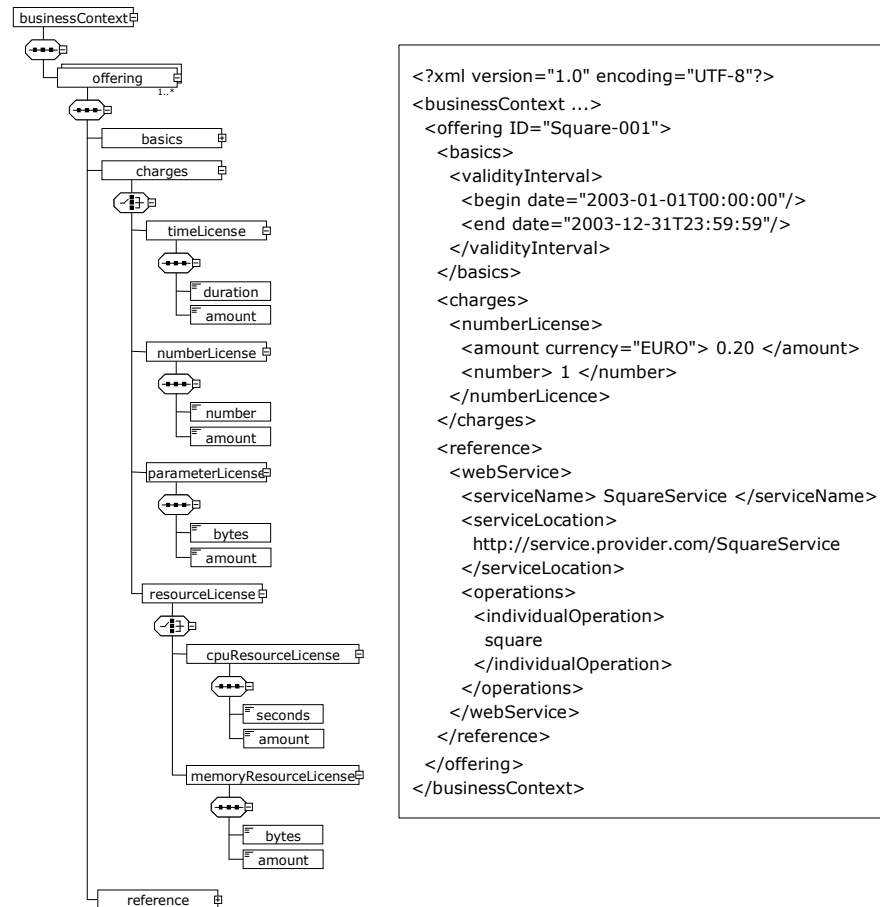 businessContext
offering
1..*
basics
charges
timeLicense
duration
amount
numberLicense
number
amount
parameterLicense
bytes
amount
resourceLicense
cpuResourceLicense
seconds
amount
memoryResourceLicense
bytes
amount
reference
<?xml version="1.0" encoding="UTF-8"?>
<businessContext ...>
<offering ID="Square-001">
<basics>
<validityInterval>
<begin date="2003-01-01T00:00:00"/>
<end date="2003-12-31T23:59:59"/>
</validityInterval>
</basics>
<charges>
<numberLicense>
<amount currency="EURO"> 0.20 </amount>
<number> 1 </number>
</numberLicence>
</charges>
<reference>
<webService>
<serviceName> SquareService </serviceName>
<serviceLocation>
http://service.provider.com/SquareService
</serviceLocation>
<operations>
<individualOperation>
square
</individualOperation>
</operations>
</webService>
</reference>
</offering>
</businessContext>